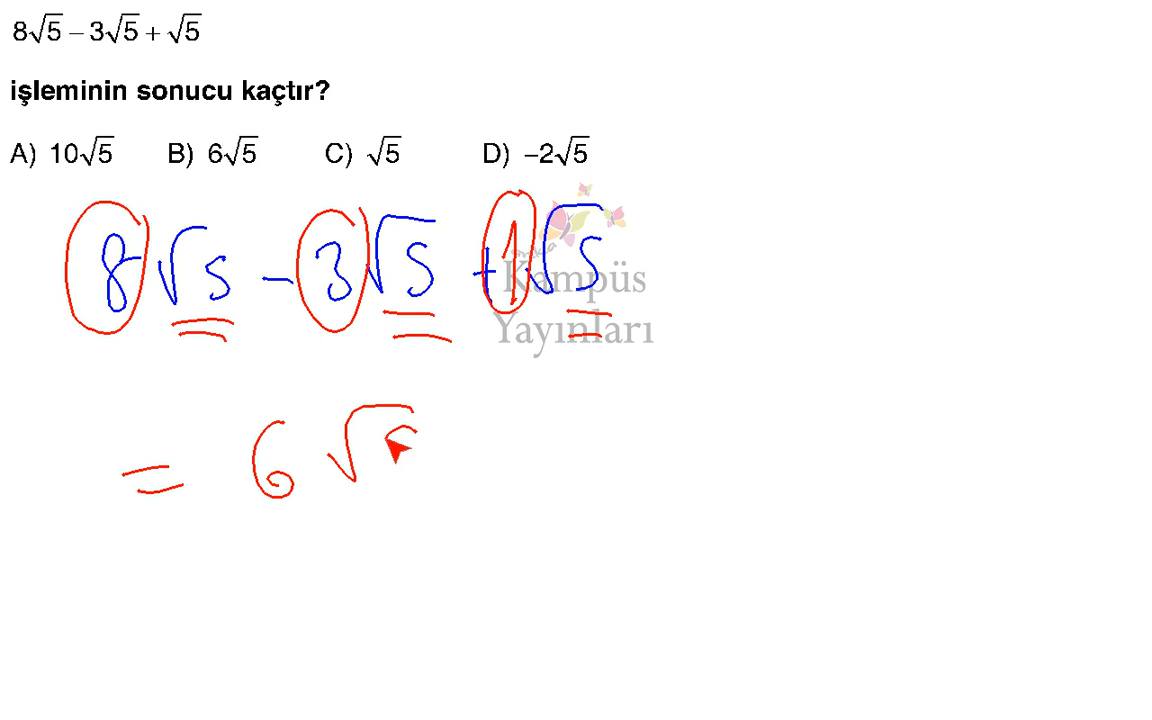 8√5 − 3√5 + √5
işleminin sonucu kaçtır?
A) 10√5 B) 6√5 C) √5 D) −2√5
8√5 − 3√5 + 1√5
Kampüs
Yayınları
= 6√